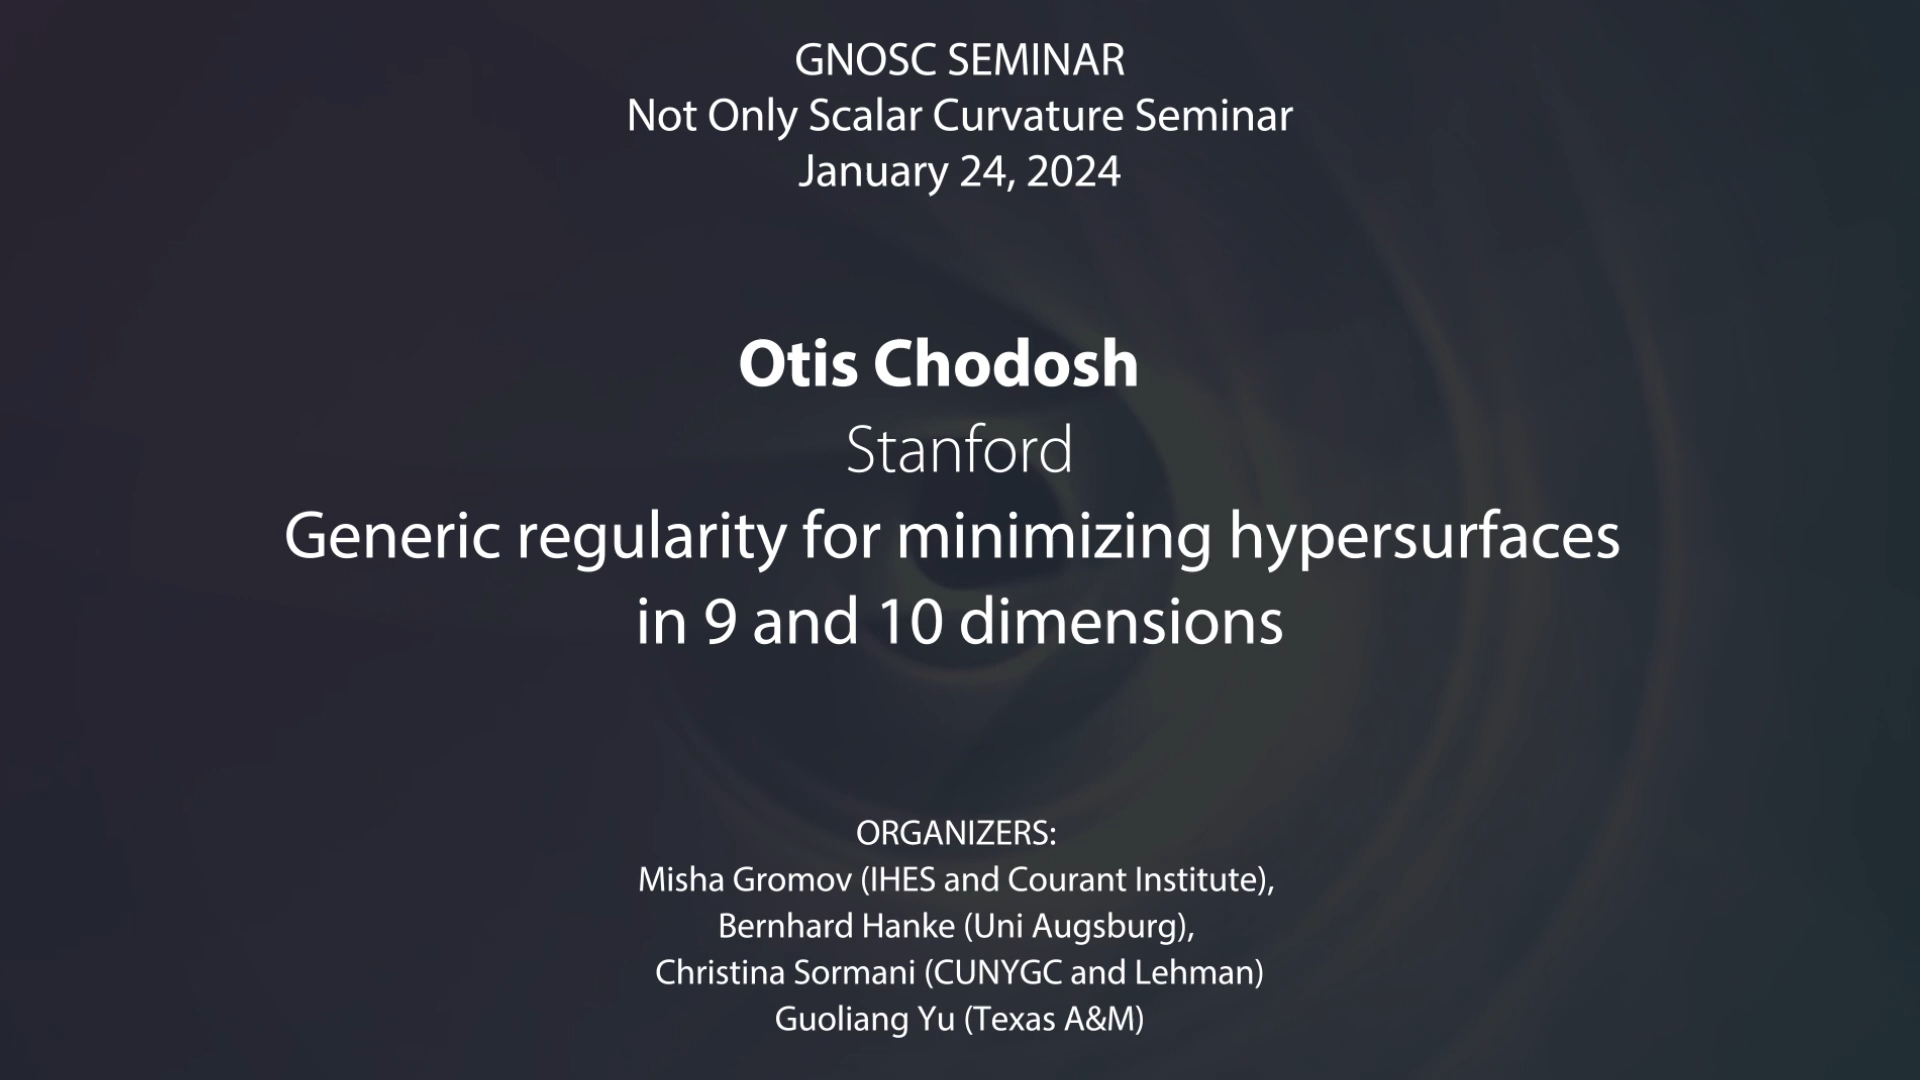 GNOSC SEMINAR
Not Only Scalar Curvature Seminar
January 24, 2024
Otis Chodosh
Stanford
Generic regularity for minimizing hypersurfaces
in 9 and 10 dimensions
ORGANIZERS:
Misha Gromov (IHES and Courant Institute),
Bernhard Hanke (Uni Augsburg),
Christina Sormani (CUNYGC and Lehman)
Guoliang Yu (Texas A&M)